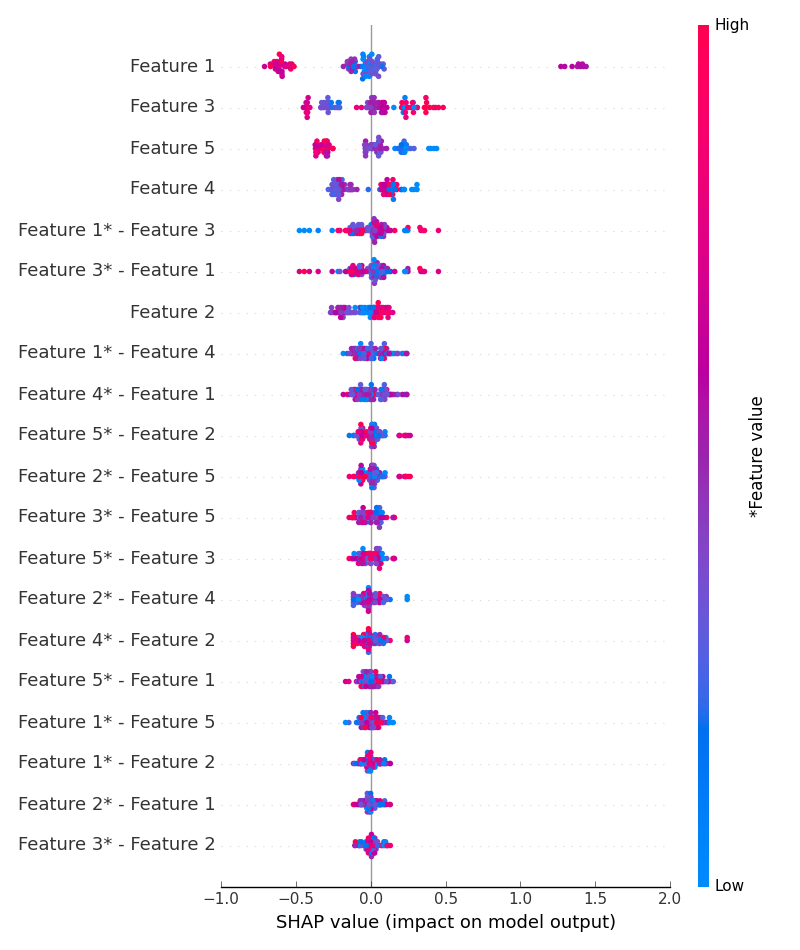 High
Feature 1
Feature 3
Feature 5
Feature 4
Feature 1* - Feature 3
Feature 3* - Feature 1
Feature 2
Feature 1* - Feature 4
Feature 4* - Feature 1
Feature 5* - Feature 2
Feature 2* - Feature 5
Feature 3* - Feature 5
Feature 5* - Feature 3
Feature 2* - Feature 4
Feature 4* - Feature 2
Feature 5* - Feature 1
Feature 1* - Feature 5
Feature 1* - Feature 2
Feature 2* - Feature 1
Feature 3* - Feature 2
*Feature value
Low
−1.0 −0.5 0.0 0.5 1.0 1.5 2.0
SHAP value (impact on model output)